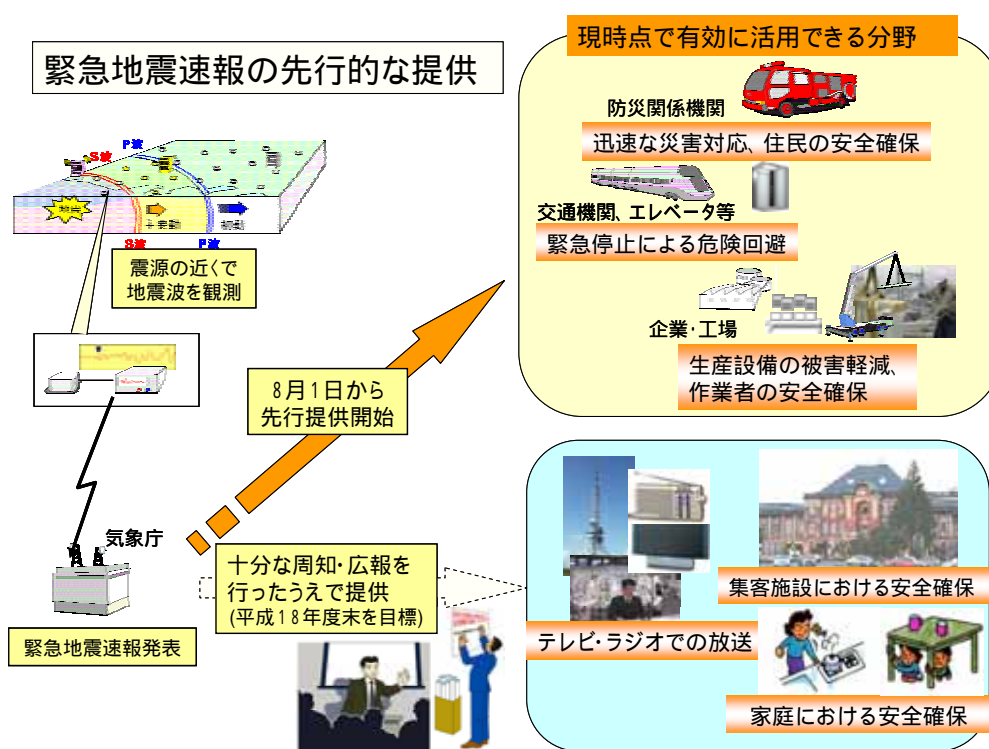 緊急地震速報の先行的な提供
現時点で有効に活用できる分野
防災関係機関
迅速な災害対応、住民の安全確保
交通機関、エレベータ等
緊急停止による危険回避
企業・工場
生産設備の被害軽減、
作業者の安全確保
P波
S波
地震
主要動
初動
S波
P波
震源の近くで
地震波を観測
8月1日から
先行提供開始
気象庁
緊急地震速報発表
十分な周知・広報を
行ったうえで提供
(平成18年度末を目標)
テレビ・ラジオでの放送
集客施設における安全確保
家庭における安全確保